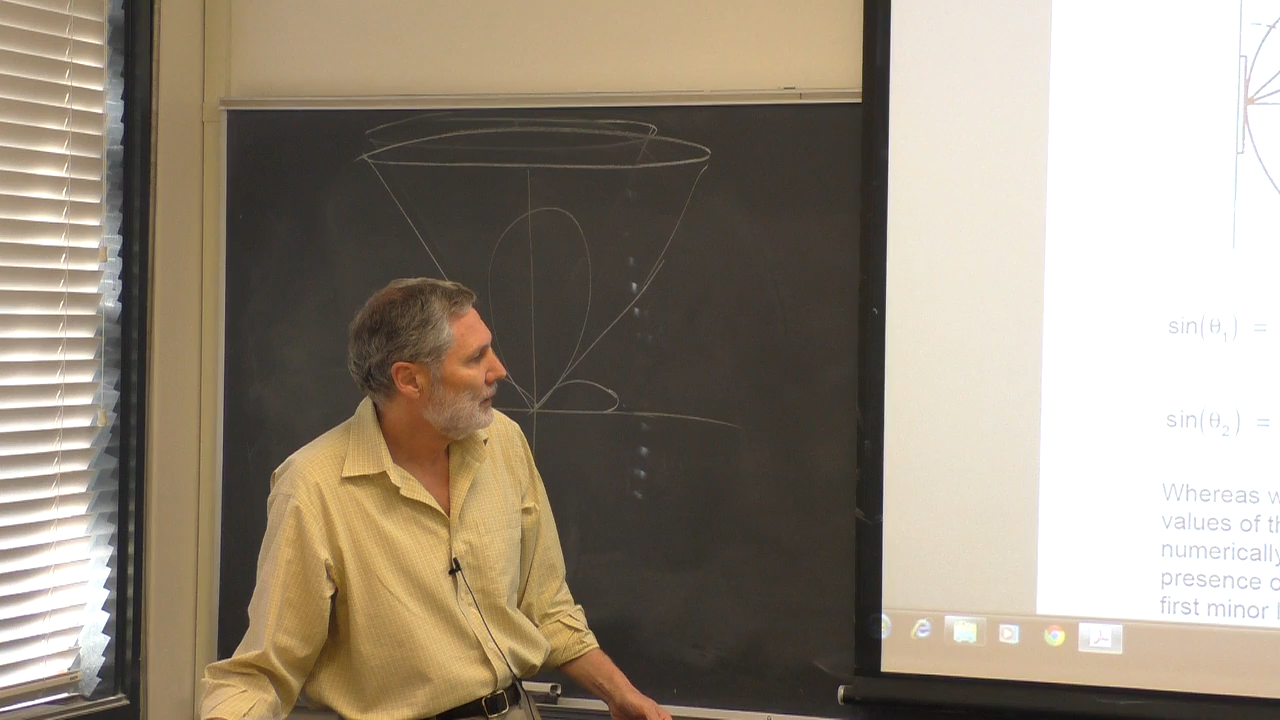 sin(θ₁) =
sin(θ₂) =
Whereas w
values of th
numerically
presence o
first minor